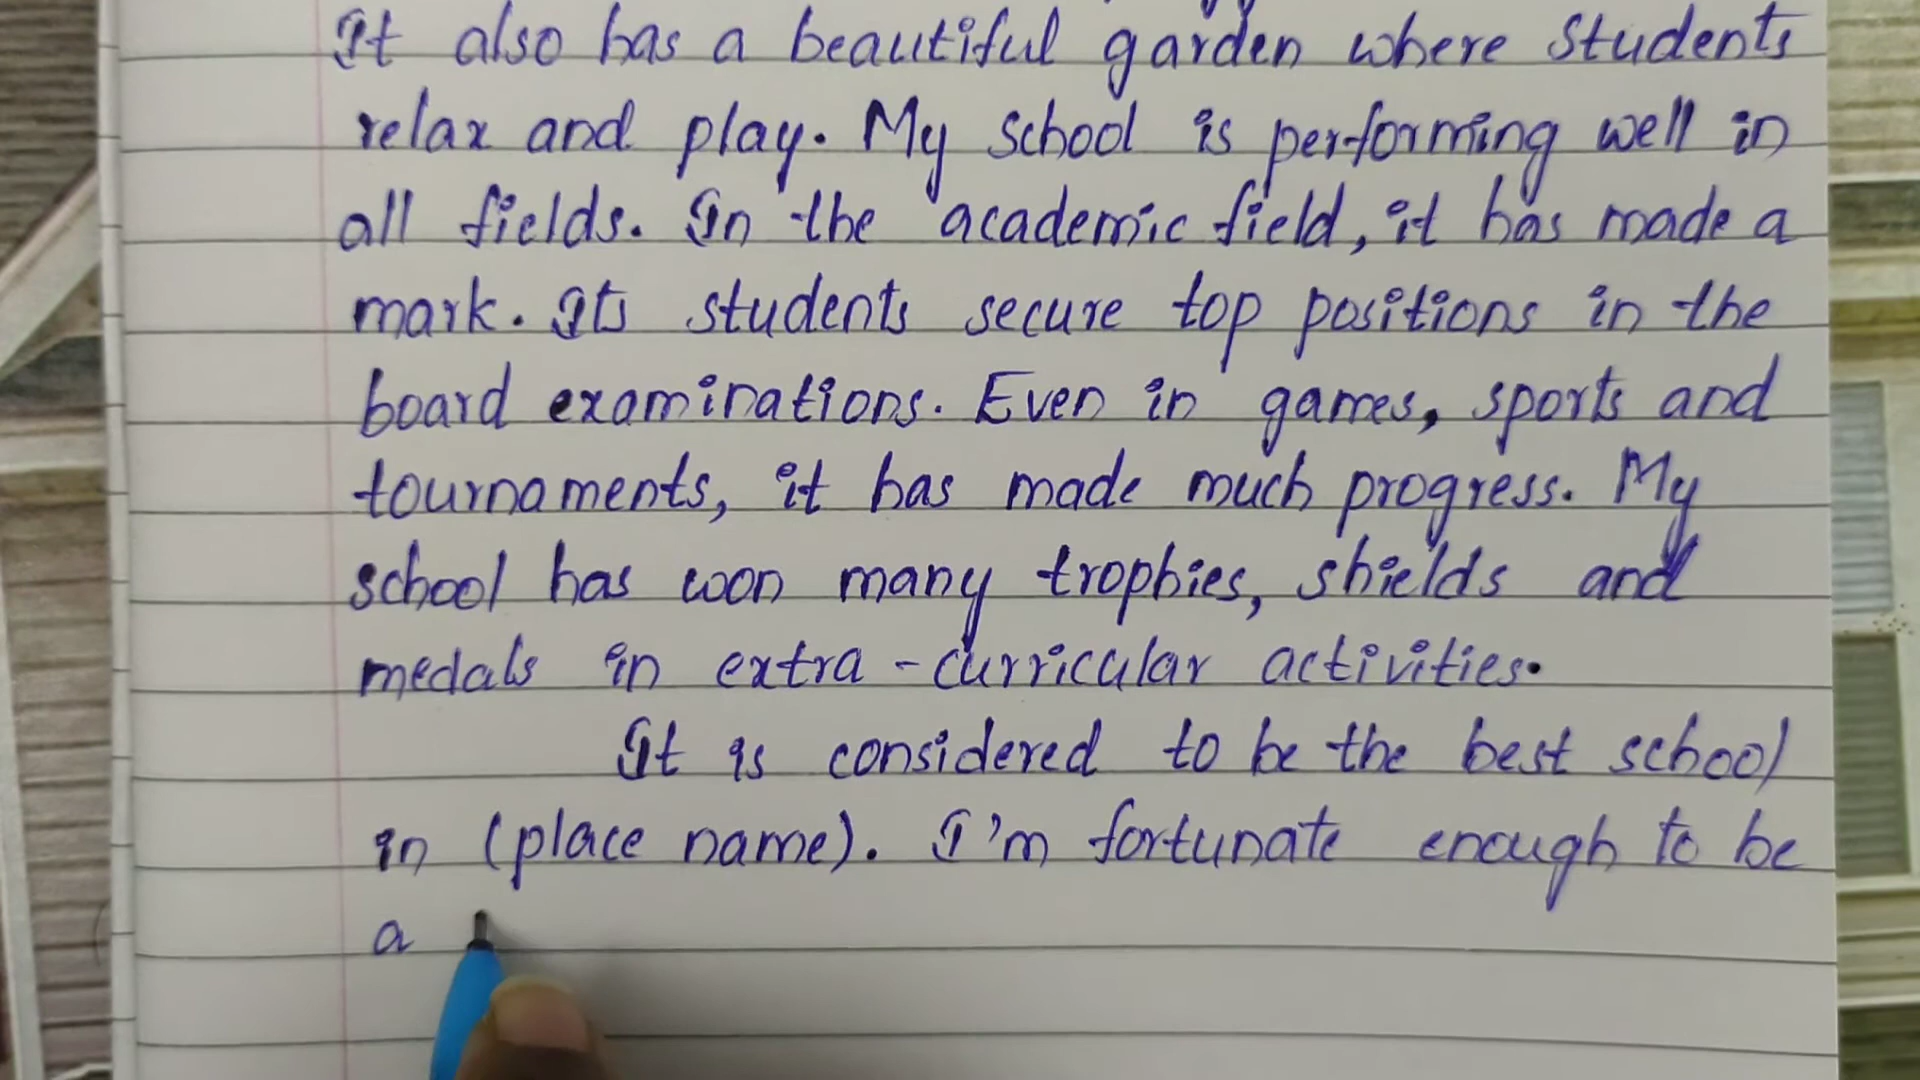 It also has a beautiful garden where students
relax and play. My school is performing well in
all fields. In the academic field, it has made a
mark. Its students secure top positions in the
board examinations. Even in games, sports and
tournaments, it has made much progress. My
school has won many trophies, shields and
medals in extra-curricular activities.
It is considered to be the best school
in (place name). I'm fortunate enough to be
a